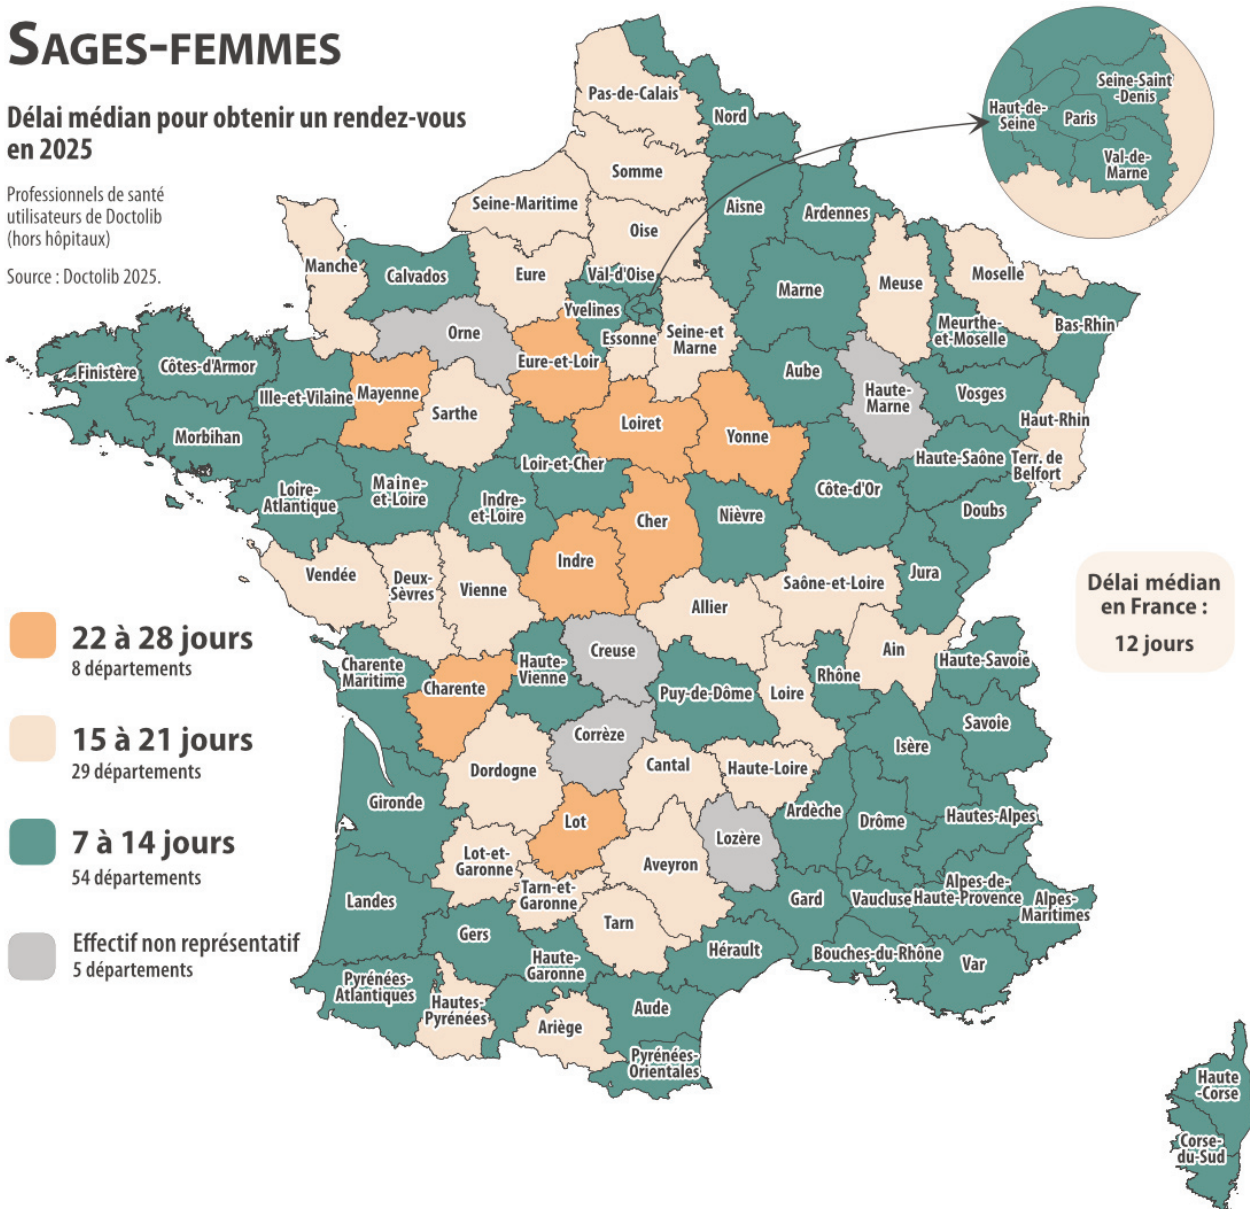 SAGES-FEMMES
Délai médian pour obtenir un rendez-vous
en 2025
Professionnels de santé
utilisateurs de Doctolib
(hors hôpitaux)
Source : Doctolib 2025.
Haut-de-
Seine
Paris
Seine-Saint
-Denis
Val-de-
Marne
Pas-de-Calais
Nord
Somme
Seine-Maritime
Aisne
Ardennes
Oise
Manche
Calvados
Eure
Val-d'Oise
Marne
Meuse
Moselle
Orne
Yvelines
Essonne
Seine-et
Marne
Meurthe-
et-Moselle
Bas-Rhin
Finistère
Côtes-d'Armor
Ille-et-Vilaine
Mayenne
Eure-et-Loir
Aube
Haute-
Marne
Vosges
Sarthe
Morbihan
Loiret
Yonne
Haut-Rhin
Loir-et-Cher
Haute-Saône
Terr. de
Belfort
Loire-
Atlantique
Maine-
et-Loire
Indre-
et-Loire
Côte-d'Or
Doubs
Cher
Nièvre
Indre
Vendée
Deux-
Sèvres
Vienne
Saône-et-Loire
Jura
Allier
Délai médian
en France :
12 jours
22 à 28 jours
8 départements
15 à 21 jours
29 départements
7 à 14 jours
54 départements
Effectif non représentatif
5 départements
Charente
Maritime
Charente
Haute-
Vienne
Creuse
Puy-de-Dôme
Loire
Rhône
Ain
Haute-Savoie
Savoie
Isère
Corrèze
Dordogne
Cantal
Haute-Loire
Gironde
Lot
Lozère
Ardèche
Drôme
Hautes-Alpes
Lot-et-
Garonne
Aveyron
Tarn-et-
Garonne
Landes
Tarn
Gard
Vaucluse
Alpes-de-
Haute-Provence
Alpes-
Maritimes
Gers
Haute-
Garonne
Hérault
Bouches-du-Rhône
Var
Pyrénées-
Atlantiques
Hautes-
Pyrénées
Ariège
Aude
Pyrénées-
Orientales
Haute
-Corse
Corse-
du-Sud